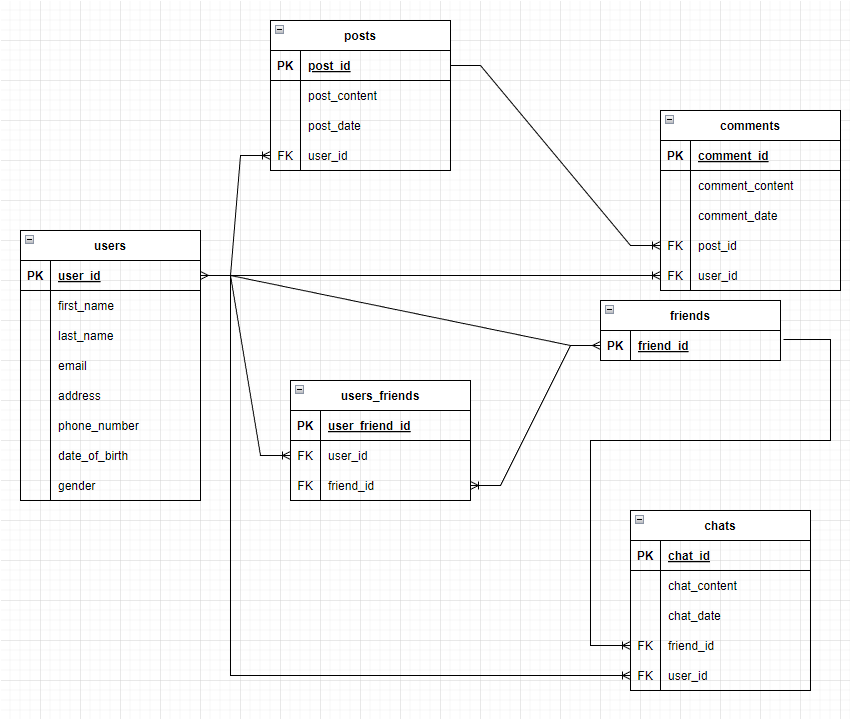 posts
PK post_id
post_content
post_date
FK user_id
comments
PK comment_id
comment_content
comment_date
FK post_id
FK user_id
users
PK user_id
first_name
last_name
email
address
phone_number
date_of_birth
gender
friends
PK friend_id
users_friends
PK user_friend_id
FK user_id
FK friend_id
chats
PK chat_id
chat_content
chat_date
FK friend_id
FK user_id